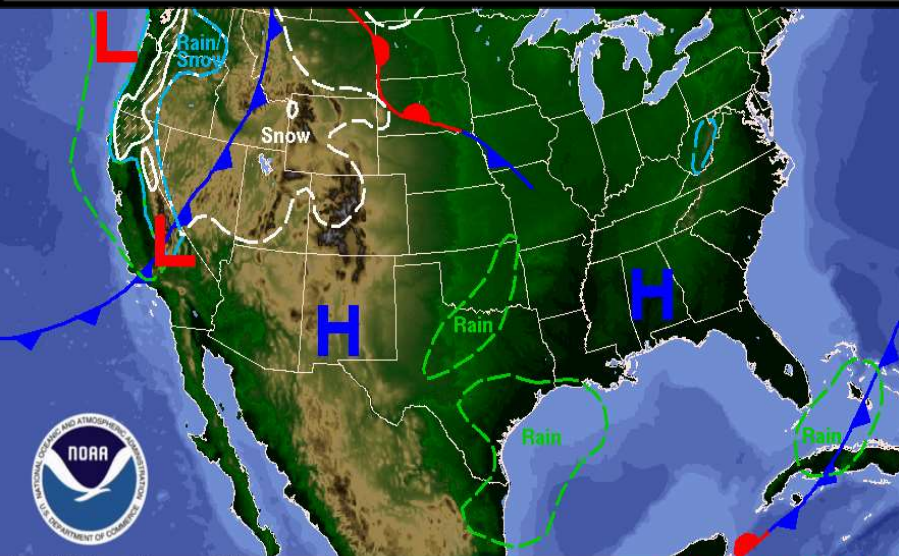 L
Rain/
Snow
Snow
L
H
H
Rain
Rain
Rain
NATIONAL OCEANIC AND ATMOSPHERIC ADMINISTRATION
NOAA
U.S. DEPARTMENT OF COMMERCE